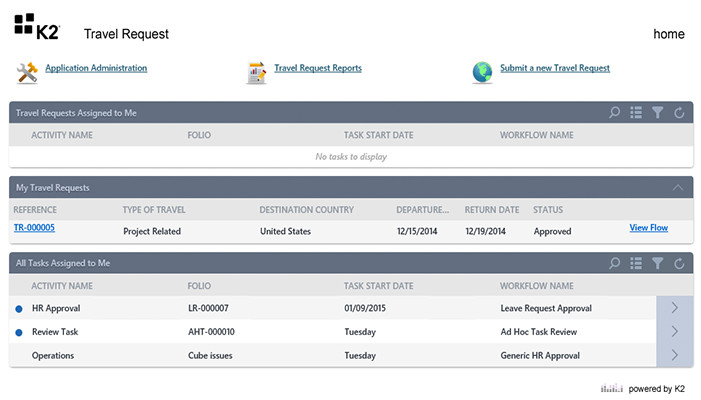 K2
Travel Request
home
Application Administration
Travel Request Reports
Submit a new Travel Request
Travel Requests Assigned to Me
ACTIVITY NAME FOLIO TASK START DATE WORKFLOW NAME
No tasks to display
My Travel Requests
REFERENCE TYPE OF TRAVEL DESTINATION COUNTRY DEPARTURE... RETURN DATE STATUS
TR-000005 Project Related United States 12/15/2014 12/19/2014 Approved View Flow
All Tasks Assigned to Me
ACTIVITY NAME FOLIO TASK START DATE WORKFLOW NAME
HR Approval LR-000007 01/09/2015 Leave Request Approval
Review Task AHT-000010 Tuesday Ad Hoc Task Review
Operations Cube issues Tuesday Generic HR Approval
powered by K2